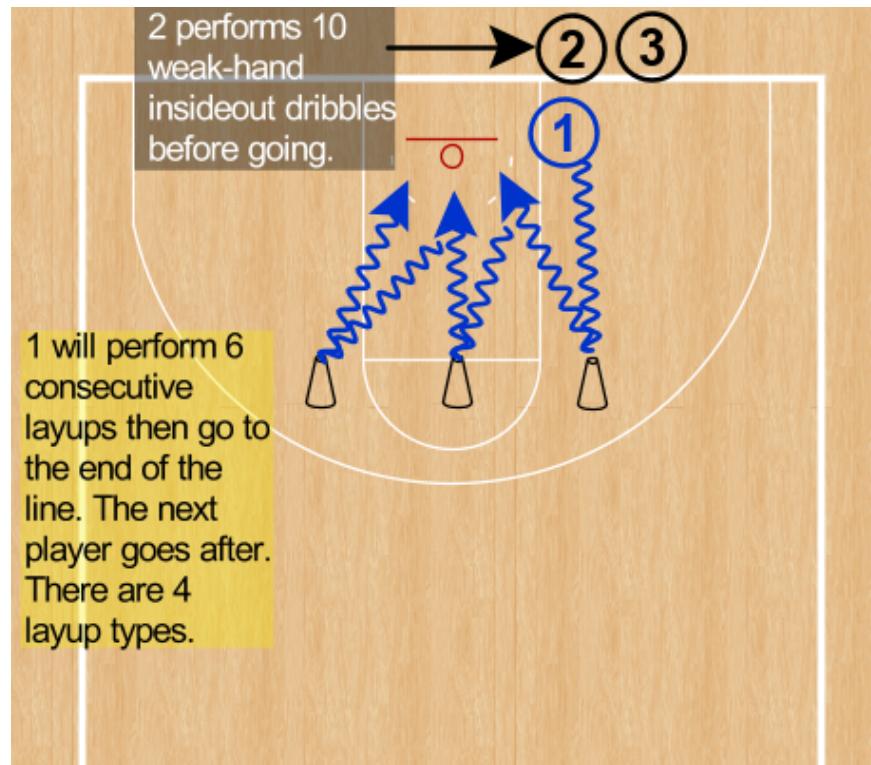 2 performs 10
weak-hand
insideout dribbles
before going.
2 3
1
1 will perform 6
consecutive
layups then go to
the end of the
line. The next
player goes after.
There are 4
layup types.